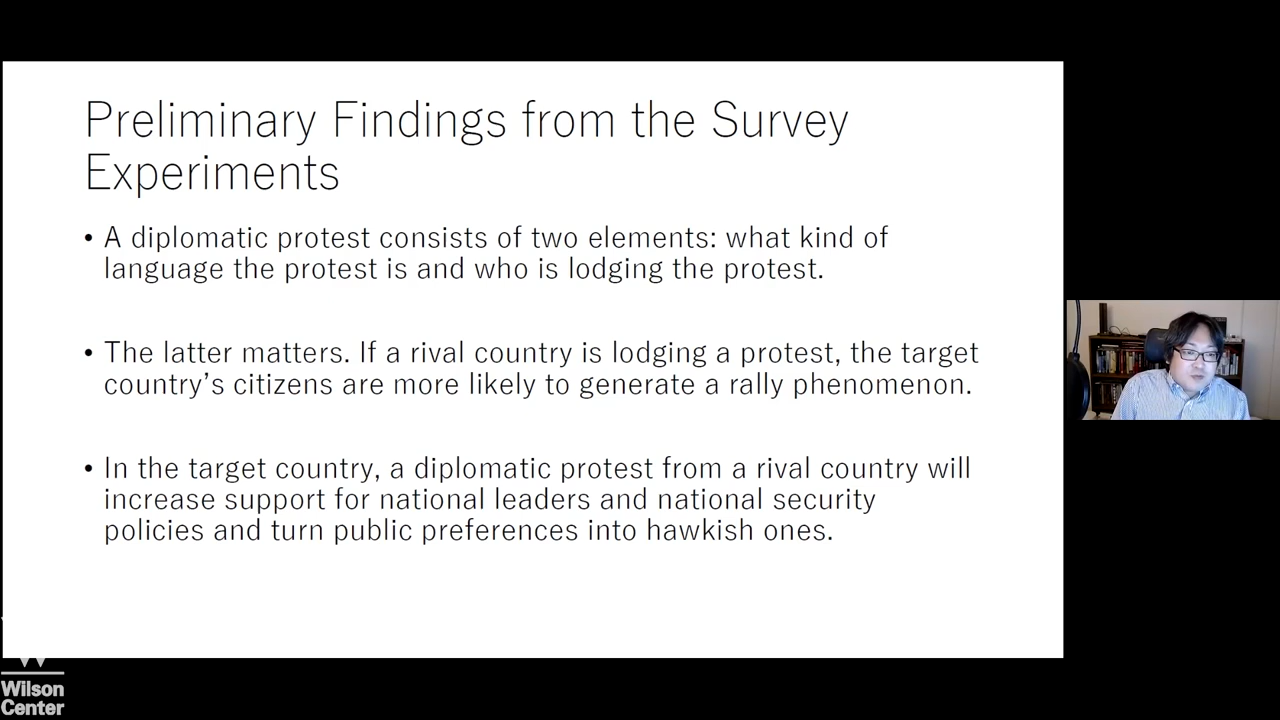 Preliminary Findings from the Survey
Experiments
• A diplomatic protest consists of two elements: what kind of
language the protest is and who is lodging the protest.
• The latter matters. If a rival country is lodging a protest, the target
country’s citizens are more likely to generate a rally phenomenon.
• In the target country, a diplomatic protest from a rival country will
increase support for national leaders and national security
policies and turn public preferences into hawkish ones.
Wilson
Center